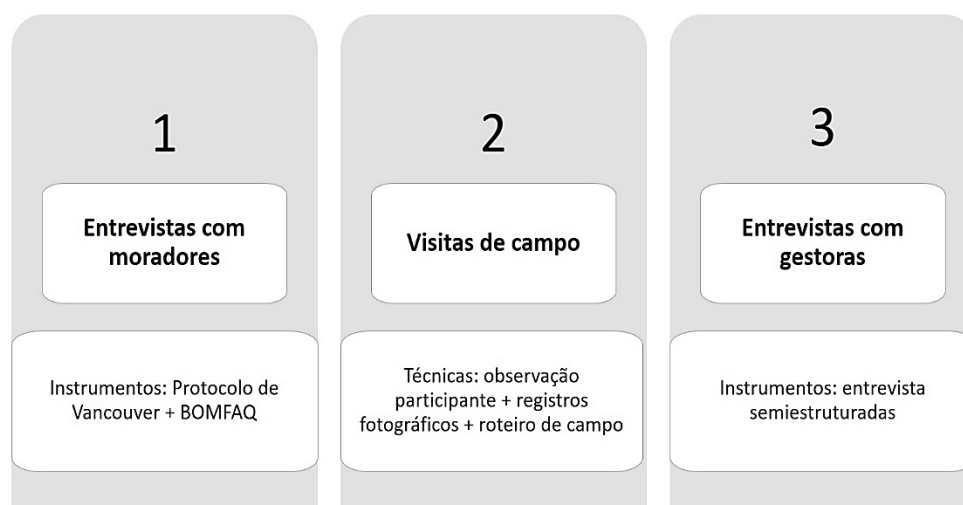 1
Entrevistas com
moradores
Instrumentos: Protocolo de
Vancouver + BOMFAQ
2
Visitas de campo
Técnicas: observação
participante + registros
fotográficos + roteiro de campo
3
Entrevistas com
gestoras
Instrumentos: entrevista
semiestruturadas